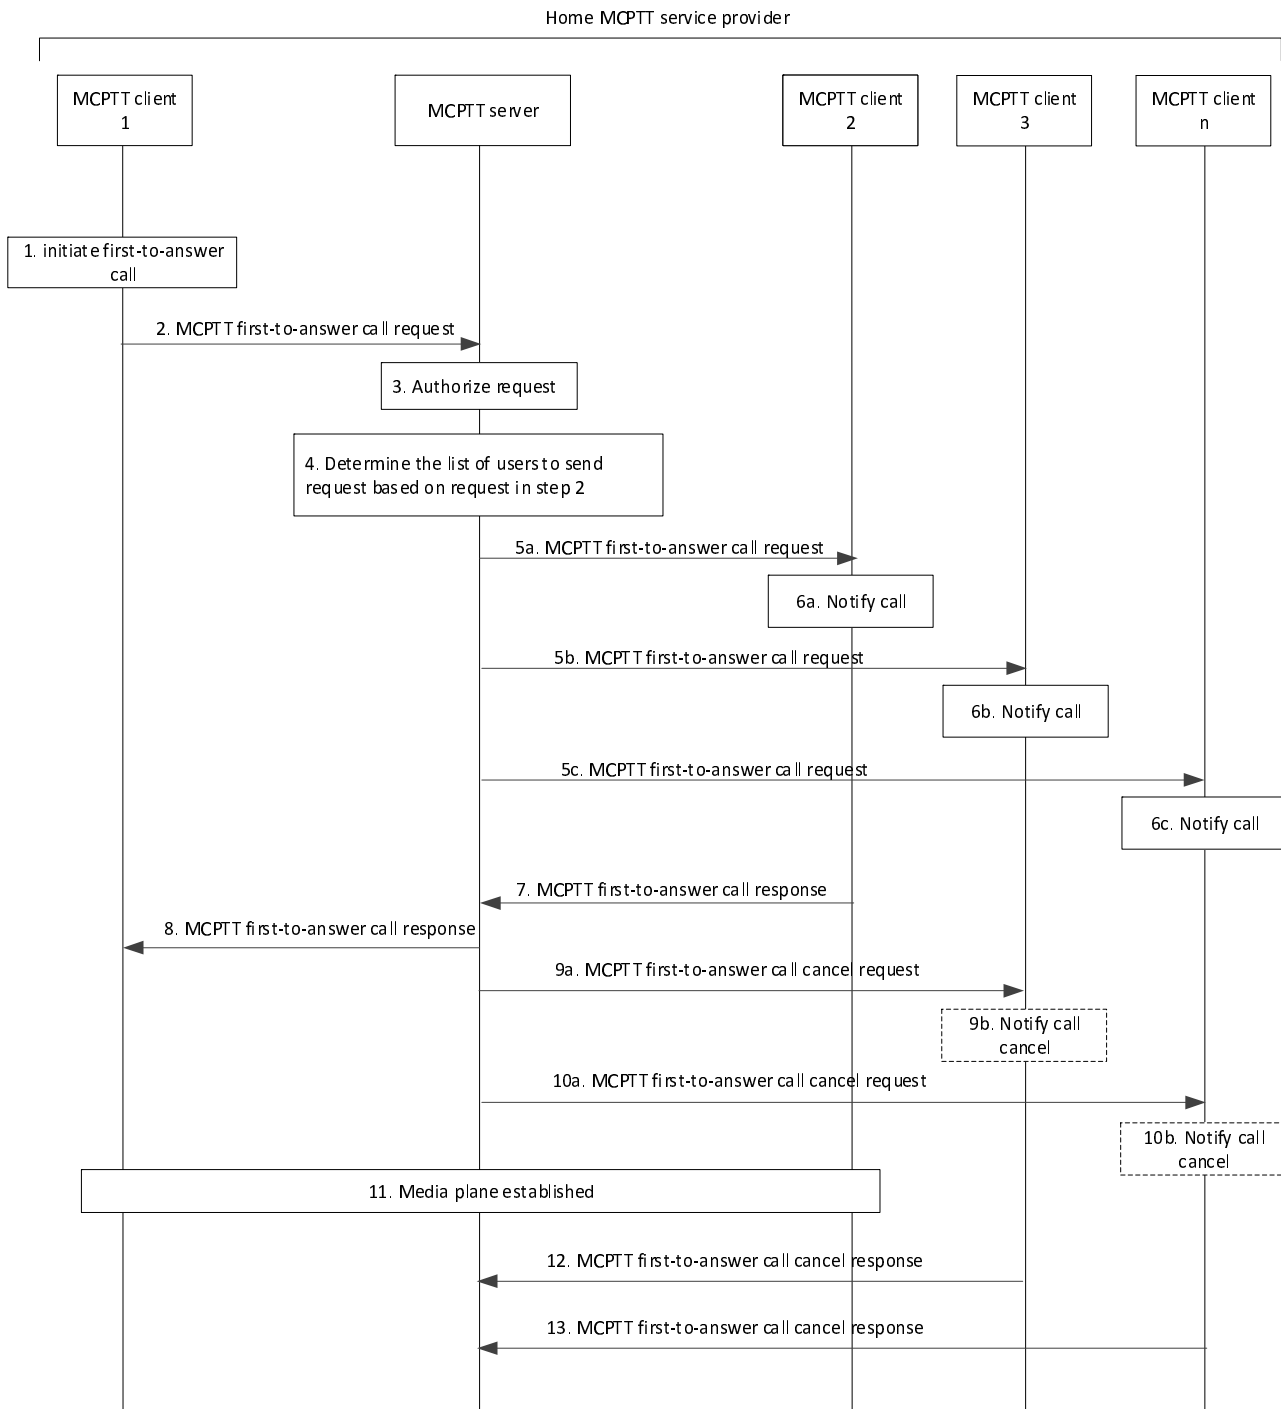 Home MCPTT service provider
MCPTT client
1
MCPTT server
MCPTT client
2
MCPTT client
3
MCPTT client
n
1. initiate first-to-answer
call
2. MCPTT first-to-answer call request
3. Authorize request
4. Determine the list of users to send
request based on request in step 2
5a. MCPTT first-to-answer call request
6a. Notify call
5b. MCPTT first-to-answer call request
6b. Notify call
5c. MCPTT first-to-answer call request
6c. Notify call
7. MCPTT first-to-answer call response
8. MCPTT first-to-answer call response
9a. MCPTT first-to-answer call cancel request
9b. Notify call
cancel
10a. MCPTT first-to-answer call cancel request
10b. Notify call
cancel
11. Media plane established
12. MCPTT first-to-answer call cancel response
13. MCPTT first-to-answer call cancel response